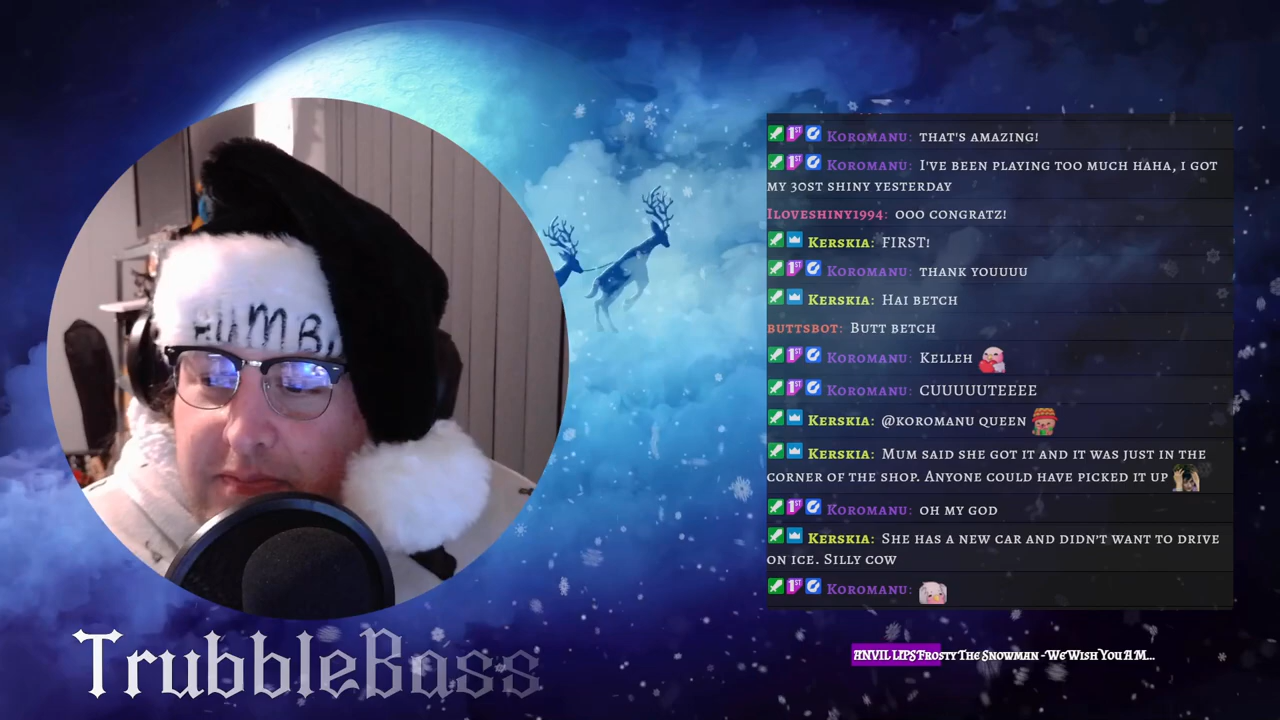 HUMBU
TrubbleBass
Koromanu: THAT'S AMAZING!
Koromanu: I'VE BEEN PLAYING TOO MUCH HAHA, I GOT
MY 30ST SHINY YESTERDAY
Iloveshiny1994: OOO CONGRATZ!
Kerskia: FIRST!
Koromanu: THANK YOUUUU
Kerskia: Hai betch
buttsbot: Butt betch
Koromanu: Kelleh
Koromanu: CUUUUUTEEEE
Kerskia: @Koromanu queen
Kerskia: Mum said she got it and it was just in the
corner of the shop. Anyone could have picked it up
Koromanu: OH MY GOD
Kerskia: She has a new car and didn't want to drive
on ice. Silly cow
Koromanu:
ANVIL LIPS Frosty The Snowman - We Wish You A M...